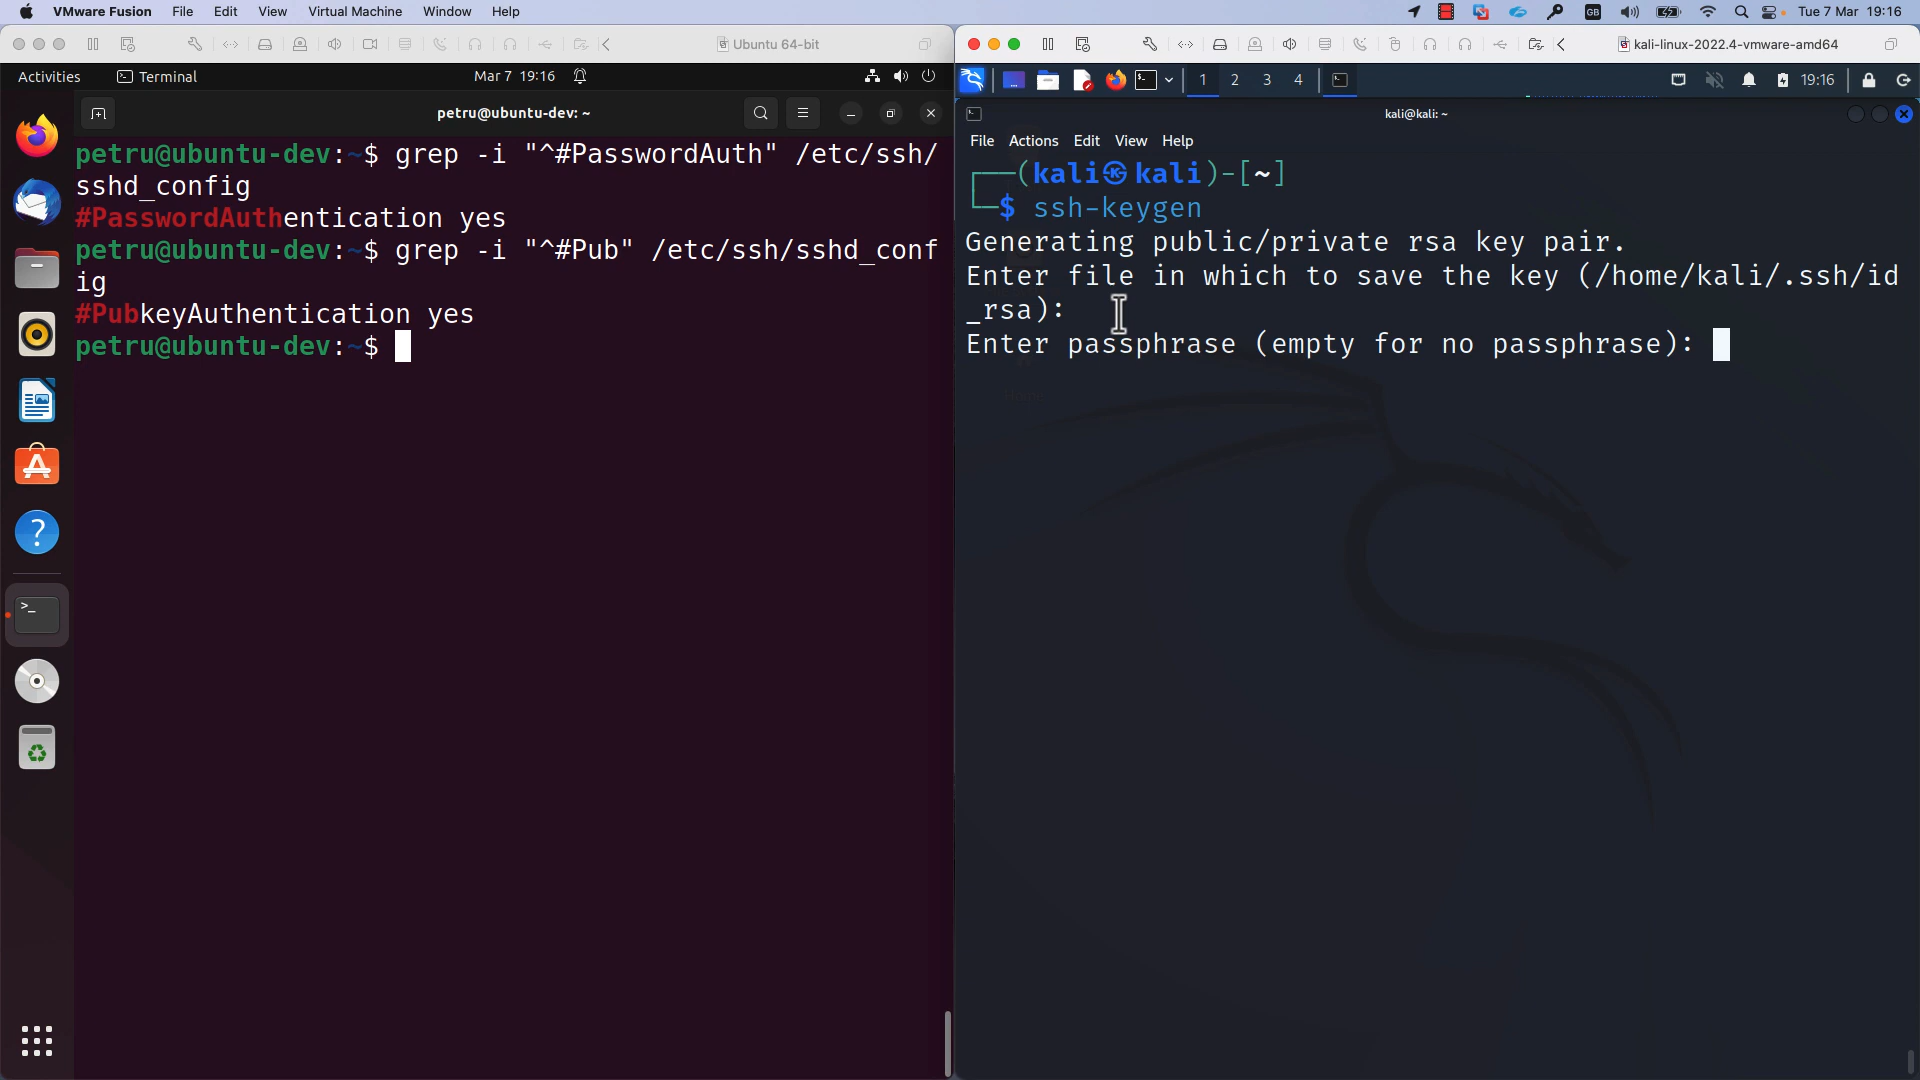 VMware Fusion File Edit View Virtual Machine Window Help
GB
Tue 7 Mar 19:16
Ubuntu 64-bit
Activities
Terminal
Mar 7 19:16
petru@ubuntu-dev: ~
petru@ubuntu-dev:~$ grep -i "^#PasswordAuth" /etc/ssh/
sshd_config
#PasswordAuthentication yes
petru@ubuntu-dev:~$ grep -i "^#Pub" /etc/ssh/sshd_conf
ig
#PubkeyAuthentication yes
petru@ubuntu-dev:~$
kali-linux-2022.4-vmware-amd64
1 2 3 4
19:16
kali@kali: ~
File Actions Edit View Help
┌──(kali㉿kali)-[~]
└─$ ssh-keygen
Generating public/private rsa key pair.
Enter file in which to save the key (/home/kali/.ssh/id
_rsa):
Enter passphrase (empty for no passphrase):